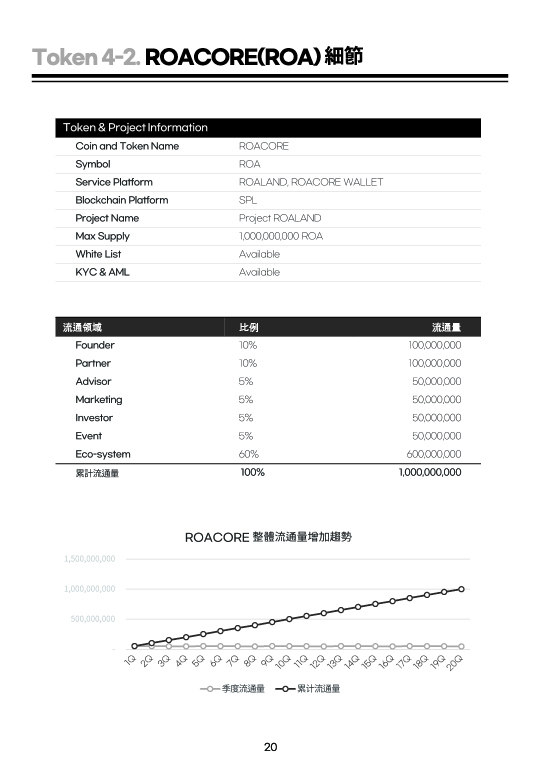 Token 4-2. ROACORE(ROA) 細節
Token & Project Information
Coin and Token Name ROACORE
Symbol ROA
Service Platform ROALAND, ROACORE WALLET
Blockchain Platform SPL
Project Name Project ROALAND
Max Supply 1,000,000,000 ROA
White List Available
KYC & AML Available
流通領域 比例 流通量
Founder 10% 100,000,000
Partner 10% 100,000,000
Advisor 5% 50,000,000
Marketing 5% 50,000,000
Investor 5% 50,000,000
Event 5% 50,000,000
Eco-system 60% 600,000,000
累計流通量 100% 1,000,000,000
ROACORE 整體流通量增加趨勢
1,500,000,000
1,000,000,000
500,000,000
-
1Q 2Q 3Q 4Q 5Q 6Q 7Q 8Q 9Q 10Q 11Q 12Q 13Q 14Q 15Q 16Q 17Q 18Q 19Q 20Q
季度流通量 累计流通量
20